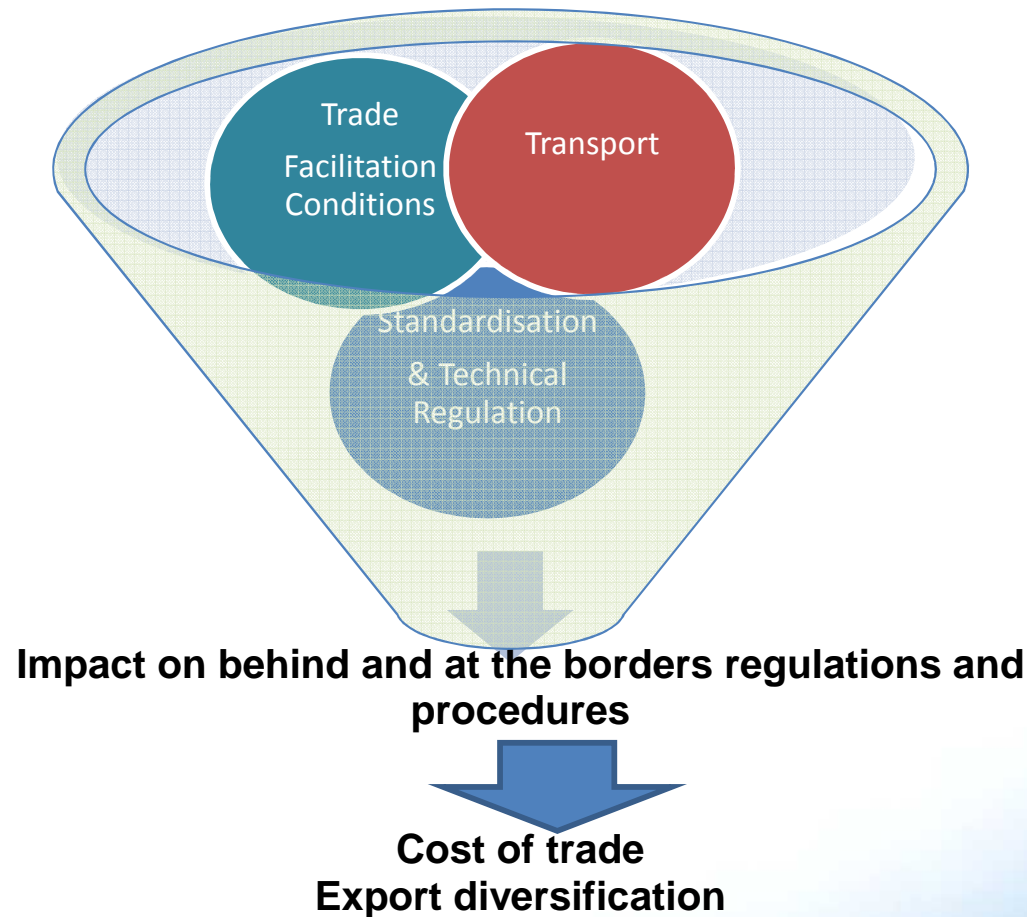 Trade
Facilitation
Conditions
Transport
Standardisation
& Technical
Regulation
Impact on behind and at the borders regulations and
procedures
Cost of trade
Export diversification